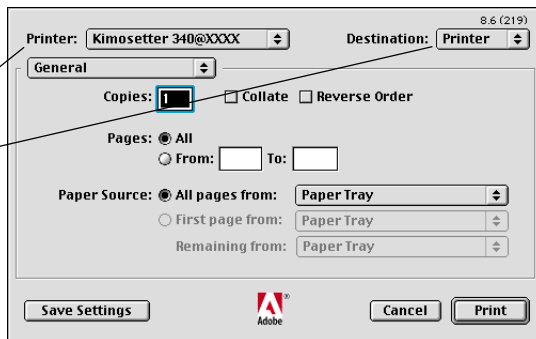 8.6 (219)
Printer: Kimosetter 340@XXXX Destination: Printer
General
Copies: 1 Collate Reverse Order
Pages: All
From: To:
Paper Source: All pages from: Paper Tray
First page from: Paper Tray
Remaining from: Paper Tray
Save Settings Adobe® Cancel Print